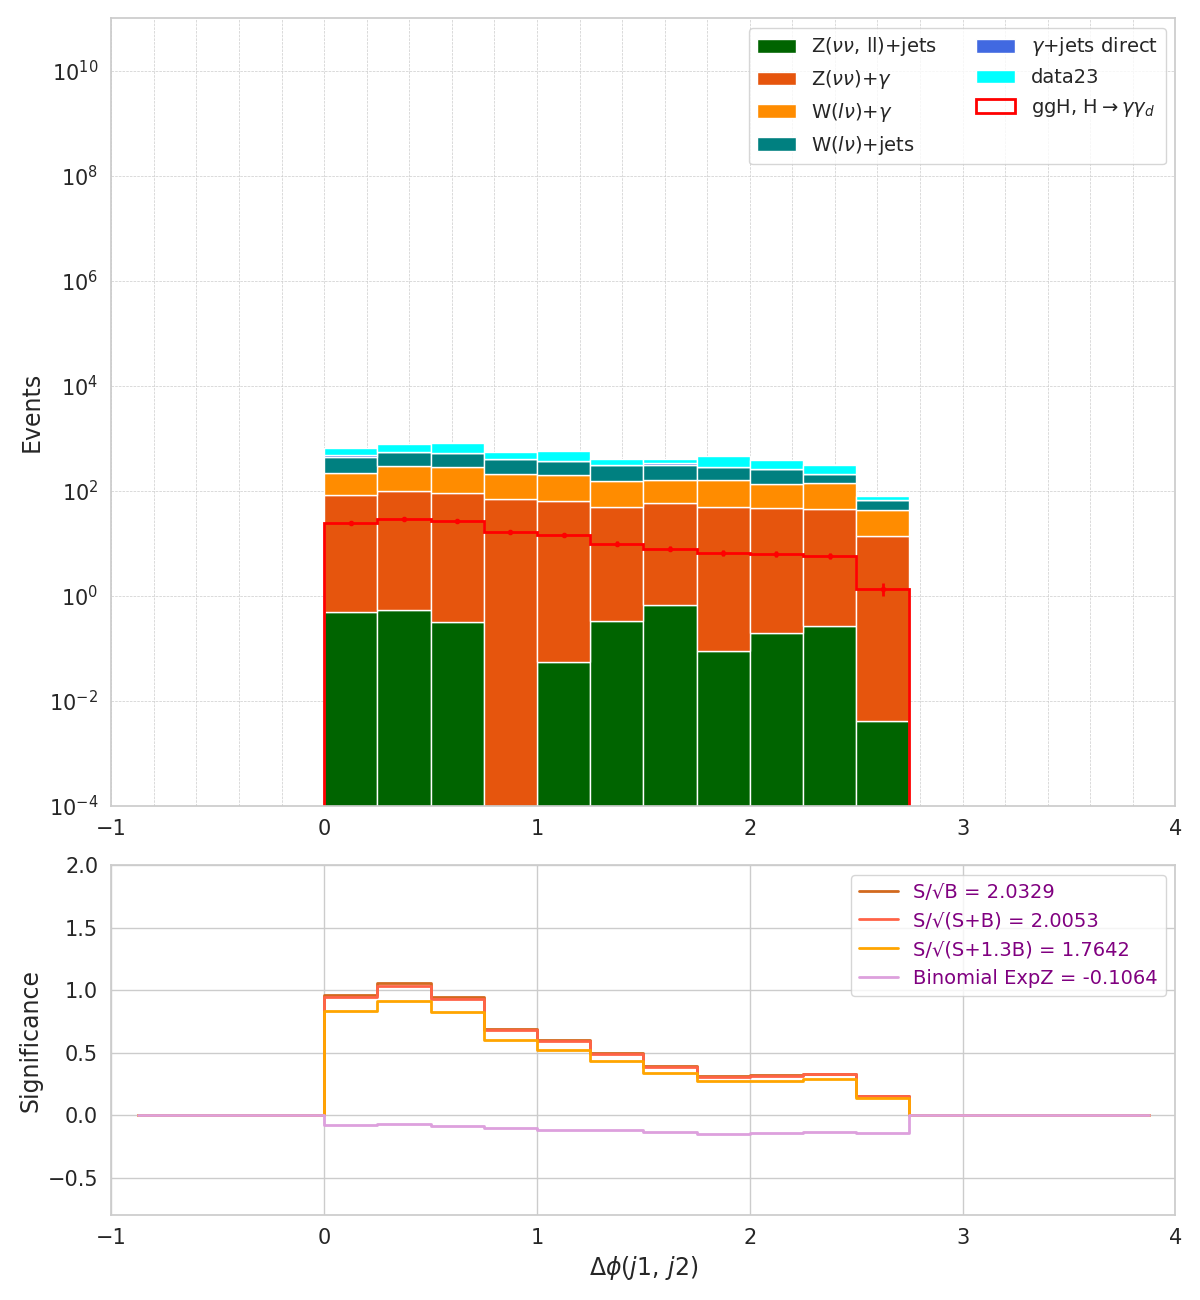 Z(νν, ll)+jets
Z(νν)+γ
W(lν)+γ
W(lν)+jets
γ+jets direct
data23
ggH, H→γγ_d
Events
10^10
10^8
10^6
10^4
10^2
10^0
10^−2
10^−4
−1 0 1 2 3 4
S/√B = 2.0329
S/√(S+B) = 2.0053
S/√(S+1.3B) = 1.7642
Binomial ExpZ = -0.1064
Significance
2.0
1.5
1.0
0.5
0.0
−0.5
−1 0 1 2 3 4
Δϕ(j1, j2)